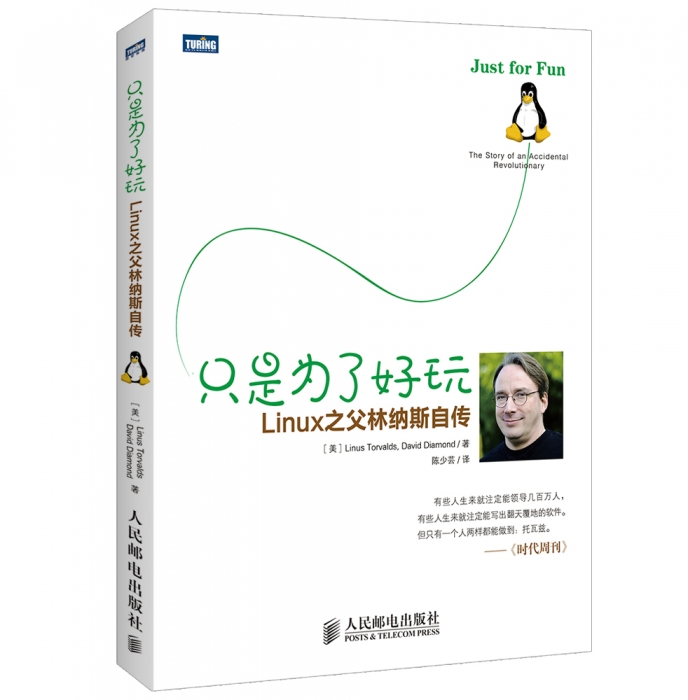 TURING
Just for Fun
The Story of an Accidental
Revolutionary
只是为了好玩
Linux之父林纳斯自传
[美] Linus Torvalds, David Diamond / 著
陈少芸 / 译
有些人生来就注定能领导几百万人，
有些人生来就注定能写出翻天覆地的软件。
但只有一个人两样都能做到：托瓦兹。
——《时代周刊》
人民邮电出版社
POSTS & TELECOM PRESS
TURING
只是为了好玩
Linux之父林纳斯自传
[美] Linus Torvalds
David Diamond 著
人民邮电出版社